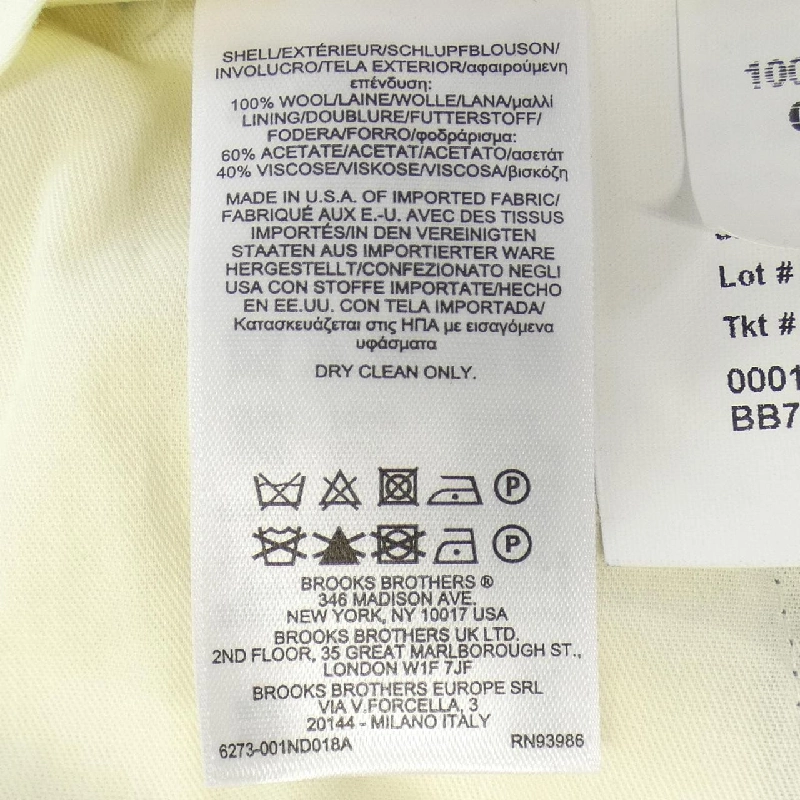 SHELL/EXTÉRIEUR/SCHLUPFBLOUSON/
INVOLUCRO/TELA EXTERIOR/αφαιρούμενη
επένδυση:
100% WOOL/LAINE/WOLLE/LANA/μαλλί
LINING/DOUBLURE/FUTTERSTOFF/
FODERA/FORRO/φοδράρισμα:
60% ACETATE/ACETAT/ACETATO/ασετάτ
40% VISCOSE/VISKOSE/VISCOSA/βισκόζη
MADE IN U.S.A. OF IMPORTED FABRIC/
FABRIQUÉ AUX E.-U. AVEC DES TISSUS
IMPORTÉS/IN DEN VEREINIGTEN
STAATEN AUS IMPORTIERTER WARE
HERGESTELLT/CONFEZIONATO NEGLI
USA CON STOFFE IMPORTATE/HECHO
EN EE.UU. CON TELA IMPORTADA/
Κατασκευάζεται στις ΗΠΑ με εισαγόμενα
υφάσματα
DRY CLEAN ONLY.
P
P
BROOKS BROTHERS ®
346 MADISON AVE.
NEW YORK, NY 10017 USA
BROOKS BROTHERS UK LTD.
2ND FLOOR, 35 GREAT MARLBOROUGH ST.,
LONDON W1F 7JF
BROOKS BROTHERS EUROPE SRL
VIA V.FORCELLA, 3
20144 - MILANO ITALY
6273-001ND018A RN93986
100
Lot #
Tkt #
0001
BB7